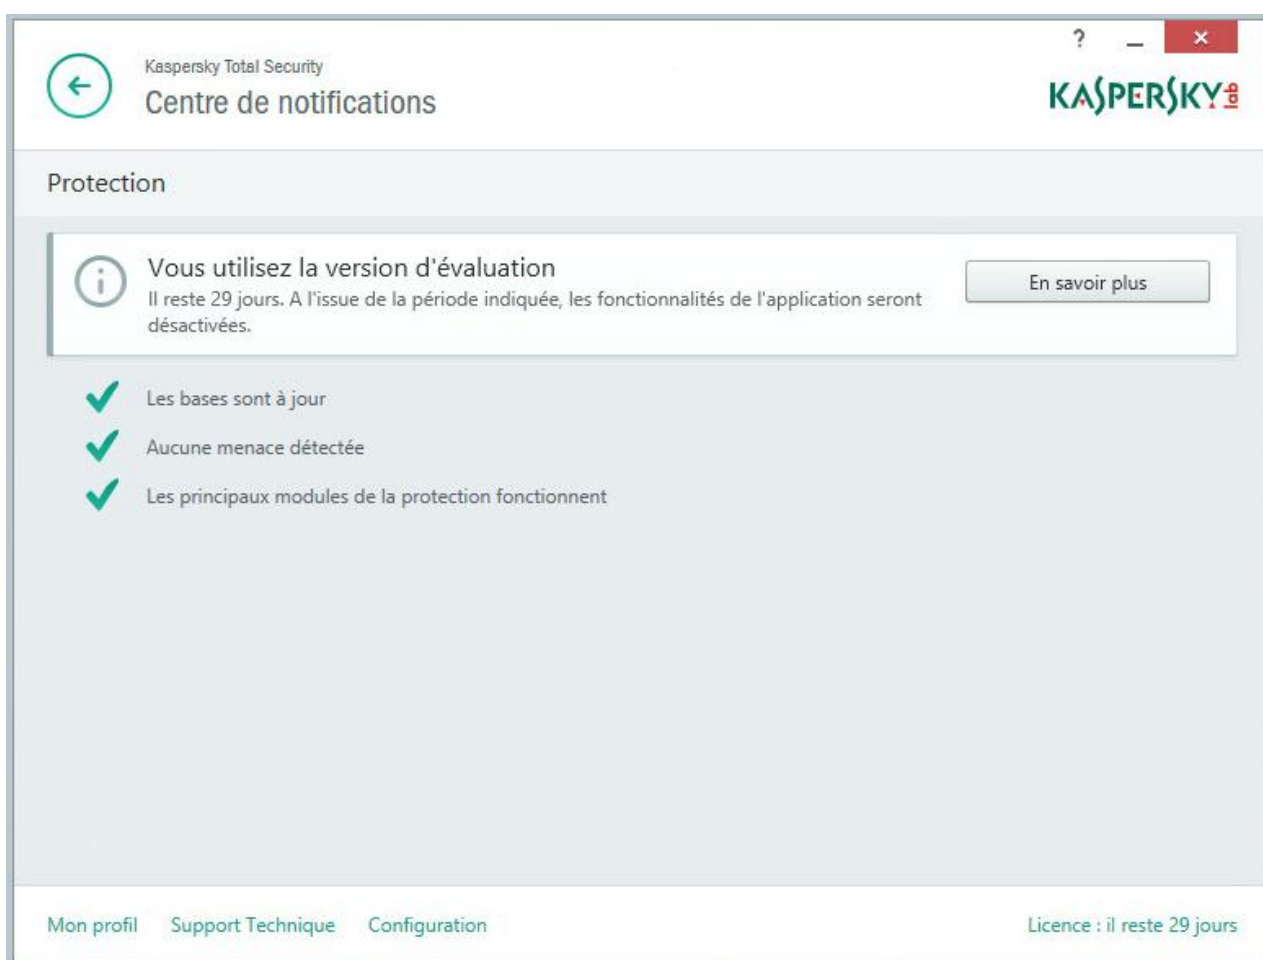 ?
Kaspersky Total Security
Centre de notifications
KASPERSKY lab
Protection
Vous utilisez la version d'évaluation
Il reste 29 jours. A l'issue de la période indiquée, les fonctionnalités de l'application seront
désactivées.
En savoir plus
Les bases sont à jour
Aucune menace détectée
Les principaux modules de la protection fonctionnent
Mon profil Support Technique Configuration Licence : il reste 29 jours